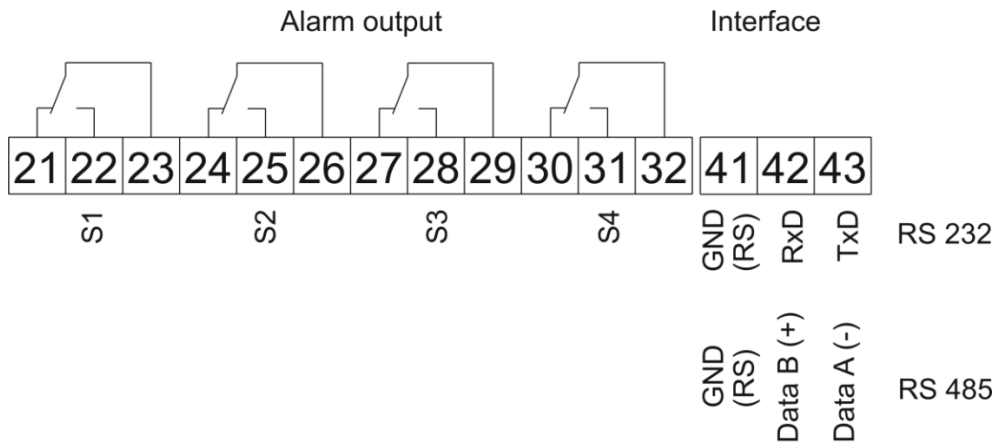 Alarm output Interface
21 22 23 24 25 26 27 28 29 30 31 32 41 42 43
S1 S2 S3 S4 GND (RS) RxD TxD RS 232
GND (RS) Data B (+) Data A (-) RS 485